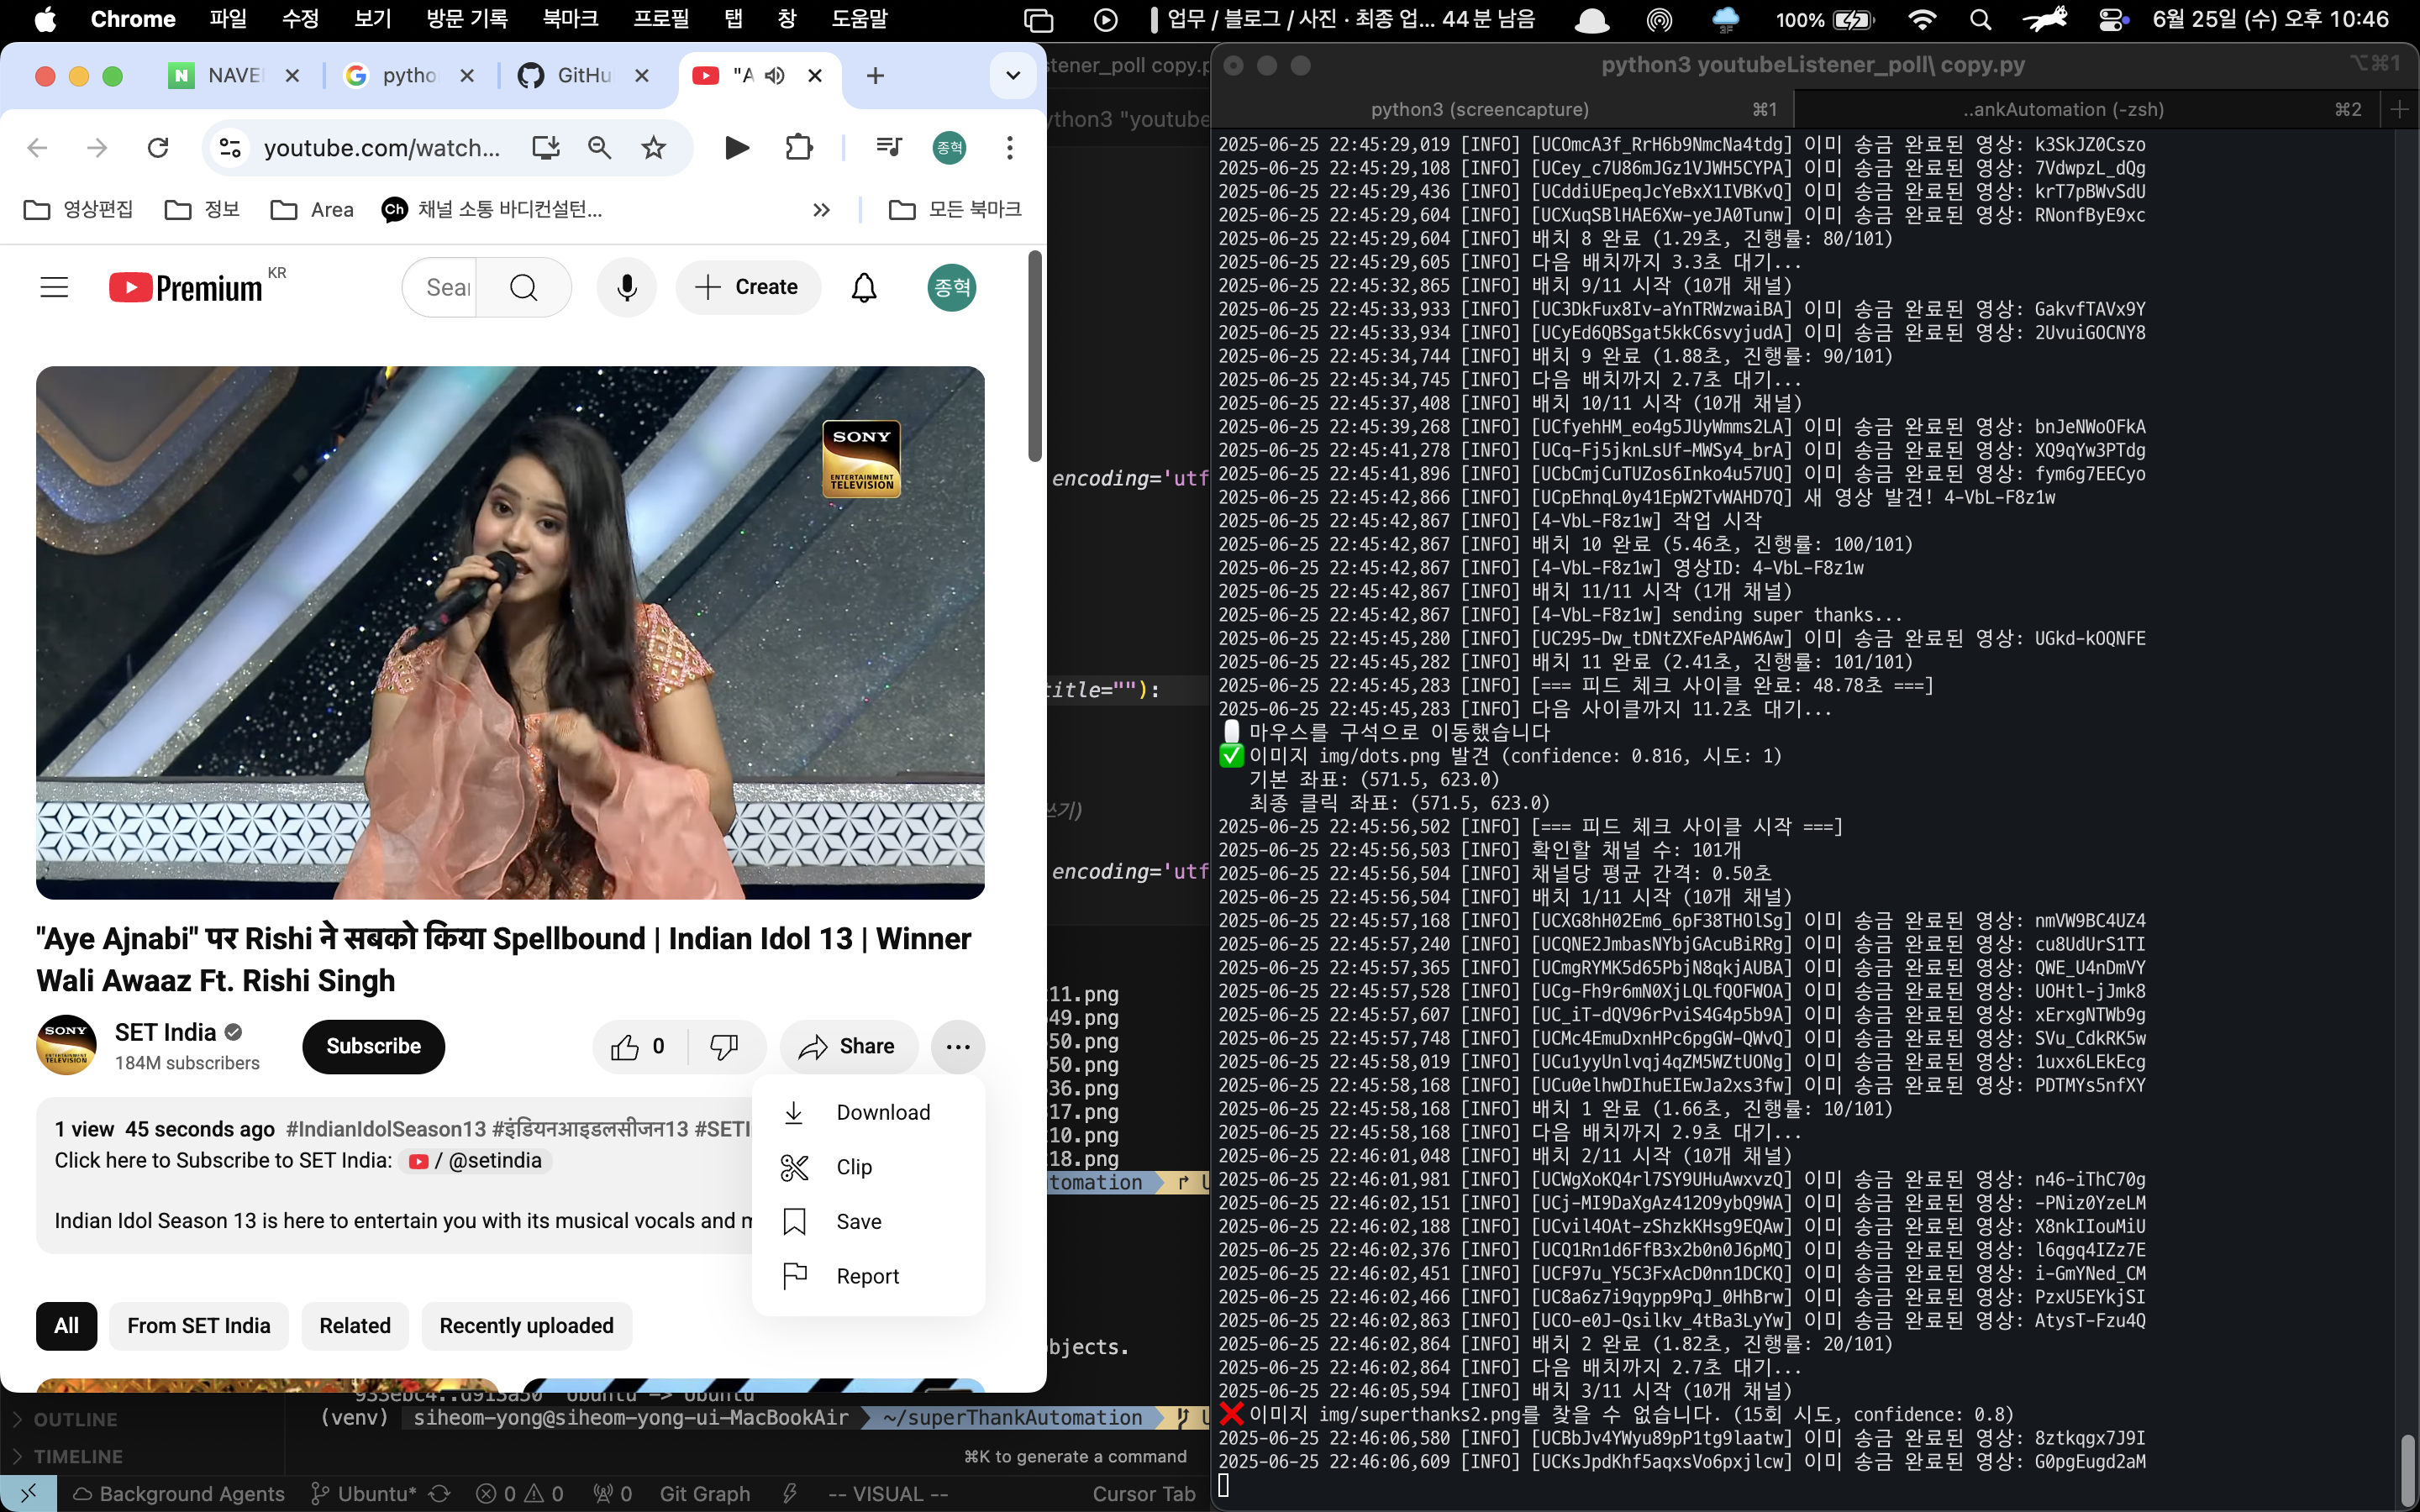 Chrome 파일 수정 보기 방문 기록 북마크 프로필 탭 창 도움말 업무 / 블로그 / 사진 · 최종 업... 44분 남음 3F 100% 6월 25일 (수) 오후 10:46
N NAVE pytho GitHu "A
youtube.com/watch... 종혁
영상편집 정보 Area Ch 채널 소통 바디컨설턴... 모든 북마크
Premium KR
Sear
Create
종혁
SONY
ENTERTAINMENT
TELEVISION
"Aye Ajnabi" पर Rishi ने सबको किया Spellbound | Indian Idol 13 | Winner
Wali Awaaz Ft. Rishi Singh
SONY
ENTERTAINMENT
TELEVISION
SET India
184M subscribers
Subscribe
0
Share
Download
Clip
Save
Report
1 view 45 seconds ago #IndianIdolSeason13 #इंडियनआइडलसीजन13 #SETI
Click here to Subscribe to SET India: / @setindia
Indian Idol Season 13 is here to entertain you with its musical vocals and m
All From SET India Related Recently uploaded
stener_poll copy.p
ython3 "youtube
encoding='utf
title=""):
쓰기)
encoding='utf
11.png
49.png
50.png
50.png
36.png
17.png
10.png
18.png
tomation
bjects.
933ebc4..d913a50 Ubuntu -> Ubuntu
(venv) siheom-yong@siheom-yong-ui-MacBookAir ~/superThankAutomation
OUTLINE
TIMELINE
⌘K to generate a command
Background Agents Ubuntu* 0 0 0 Git Graph -- VISUAL -- Cursor Tab
python3 youtubeListener_poll\ copy.py ⌥⌘1
python3 (screencapture) ⌘1 ..ankAutomation (-zsh) ⌘2
2025-06-25 22:45:29,019 [INFO] [UCOmcA3f_RrH6b9NmcNa4tdg] 이미 송금 완료된 영상: k3SkJZ0Cszo
2025-06-25 22:45:29,108 [INFO] [UCey_c7U86mJGz1VJWH5CYPA] 이미 송금 완료된 영상: 7VdwpzL_dQg
2025-06-25 22:45:29,436 [INFO] [UCddiUEpeqJcYeBxX1IVBKvQ] 이미 송금 완료된 영상: krT7pBWvSdU
2025-06-25 22:45:29,604 [INFO] [UCXuqSBlHAE6Xw-yeJA0Tunw] 이미 송금 완료된 영상: RNonfByE9xc
2025-06-25 22:45:29,604 [INFO] 배치 8 완료 (1.29초, 진행률: 80/101)
2025-06-25 22:45:29,605 [INFO] 다음 배치까지 3.3초 대기...
2025-06-25 22:45:32,865 [INFO] 배치 9/11 시작 (10개 채널)
2025-06-25 22:45:33,933 [INFO] [UC3DkFux8Iv-aYnTRWzwaiBA] 이미 송금 완료된 영상: GakvfTAVx9Y
2025-06-25 22:45:33,934 [INFO] [UCyEd6QBSgat5kkC6svyjudA] 이미 송금 완료된 영상: 2UvuiGOCNY8
2025-06-25 22:45:34,744 [INFO] 배치 9 완료 (1.88초, 진행률: 90/101)
2025-06-25 22:45:34,745 [INFO] 다음 배치까지 2.7초 대기...
2025-06-25 22:45:37,408 [INFO] 배치 10/11 시작 (10개 채널)
2025-06-25 22:45:39,268 [INFO] [UCfyehHM_eo4g5JUyWmms2LA] 이미 송금 완료된 영상: bnJeNWoOFkA
2025-06-25 22:45:41,278 [INFO] [UCq-Fj5jknLsUf-MWSy4_brA] 이미 송금 완료된 영상: XQ9qYw3PTdg
2025-06-25 22:45:41,896 [INFO] [UCbCmjCuTUZos6Inko4u57UQ] 이미 송금 완료된 영상: fym6g7EECyo
2025-06-25 22:45:42,866 [INFO] [UCpEhnqL0y41EpW2TvWAHD7Q] 새 영상 발견! 4-VbL-F8z1w
2025-06-25 22:45:42,867 [INFO] [4-VbL-F8z1w] 작업 시작
2025-06-25 22:45:42,867 [INFO] 배치 10 완료 (5.46초, 진행률: 100/101)
2025-06-25 22:45:42,867 [INFO] [4-VbL-F8z1w] 영상ID: 4-VbL-F8z1w
2025-06-25 22:45:42,867 [INFO] 배치 11/11 시작 (1개 채널)
2025-06-25 22:45:42,867 [INFO] [4-VbL-F8z1w] sending super thanks...
2025-06-25 22:45:45,280 [INFO] [UC295-Dw_tDNtZXFeAPAW6Aw] 이미 송금 완료된 영상: UGkd-kOQNFE
2025-06-25 22:45:45,282 [INFO] 배치 11 완료 (2.41초, 진행률: 101/101)
2025-06-25 22:45:45,283 [INFO] [=== 피드 체크 사이클 완료: 48.78초 ===]
2025-06-25 22:45:45,283 [INFO] 다음 사이클까지 11.2초 대기...
마우스를 구석으로 이동했습니다
✅ 이미지 img/dots.png 발견 (confidence: 0.816, 시도: 1)
기본 좌표: (571.5, 623.0)
최종 클릭 좌표: (571.5, 623.0)
2025-06-25 22:45:56,502 [INFO] [=== 피드 체크 사이클 시작 ===]
2025-06-25 22:45:56,503 [INFO] 확인할 채널 수: 101개
2025-06-25 22:45:56,504 [INFO] 채널당 평균 간격: 0.50초
2025-06-25 22:45:56,504 [INFO] 배치 1/11 시작 (10개 채널)
2025-06-25 22:45:57,168 [INFO] [UCXG8hH02Em6_6pF38THOlSg] 이미 송금 완료된 영상: nmVW9BC4UZ4
2025-06-25 22:45:57,240 [INFO] [UCQNE2JmbasNYbjGAcuBiRRg] 이미 송금 완료된 영상: cu8UdUrS1TI
2025-06-25 22:45:57,365 [INFO] [UCmgRYMK5d65PbjN8qkjAUBA] 이미 송금 완료된 영상: QWE_U4nDmVY
2025-06-25 22:45:57,528 [INFO] [UCg-Fh9r6mN0XjLQLfQOFWOA] 이미 송금 완료된 영상: UOHtl-jJmk8
2025-06-25 22:45:57,607 [INFO] [UC_iT-dQV96rPviS4G4p5b9A] 이미 송금 완료된 영상: xErxgNTWb9g
2025-06-25 22:45:57,748 [INFO] [UCMc4EmuDxnHPc6pgGW-QWvQ] 이미 송금 완료된 영상: SVu_CdkRK5w
2025-06-25 22:45:58,019 [INFO] [UCu1yyUnlvqj4qZM5WZtUONg] 이미 송금 완료된 영상: 1uxx6LEkEcg
2025-06-25 22:45:58,168 [INFO] [UCu0elhwDIhuEIEwJa2xs3fw] 이미 송금 완료된 영상: PDTMYs5nfXY
2025-06-25 22:45:58,168 [INFO] 배치 1 완료 (1.66초, 진행률: 10/101)
2025-06-25 22:45:58,168 [INFO] 다음 배치까지 2.9초 대기...
2025-06-25 22:46:01,048 [INFO] 배치 2/11 시작 (10개 채널)
2025-06-25 22:46:01,981 [INFO] [UCWgXoKQ4rl7SY9UHuAwxvzQ] 이미 송금 완료된 영상: n46-iThC70g
2025-06-25 22:46:02,151 [INFO] [UCj-MI9DaXgAz412O9ybQ9WA] 이미 송금 완료된 영상: -PNiz0YzeLM
2025-06-25 22:46:02,188 [INFO] [UCvil4OAt-zShzkKHsg9EQAw] 이미 송금 완료된 영상: X8nkIIouMiU
2025-06-25 22:46:02,376 [INFO] [UCQ1Rn1d6FfB3x2b0n0J6pMQ] 이미 송금 완료된 영상: l6qgq4IZz7E
2025-06-25 22:46:02,451 [INFO] [UCF97u_Y5C3FxAcD0nn1DCKQ] 이미 송금 완료된 영상: i-GmYNed_CM
2025-06-25 22:46:02,466 [INFO] [UC8a6z7i9qypp9PqJ_0HhBrw] 이미 송금 완료된 영상: PzxU5EYkjSI
2025-06-25 22:46:02,863 [INFO] [UCO-e0J-Qsilkv_4tBa3LyYw] 이미 송금 완료된 영상: AtysT-Fzu4Q
2025-06-25 22:46:02,864 [INFO] 배치 2 완료 (1.82초, 진행률: 20/101)
2025-06-25 22:46:02,864 [INFO] 다음 배치까지 2.7초 대기...
2025-06-25 22:46:05,594 [INFO] 배치 3/11 시작 (10개 채널)
❌ 이미지 img/superthanks2.png를 찾을 수 없습니다. (15회 시도, confidence: 0.8)
2025-06-25 22:46:06,580 [INFO] [UCBbJv4YWyu89pP1tg9laatw] 이미 송금 완료된 영상: 8ztkqgx7J9I
2025-06-25 22:46:06,609 [INFO] [UCKsJpdKhf5aqxsVo6pxjlcw] 이미 송금 완료된 영상: G0pgEugd2aM